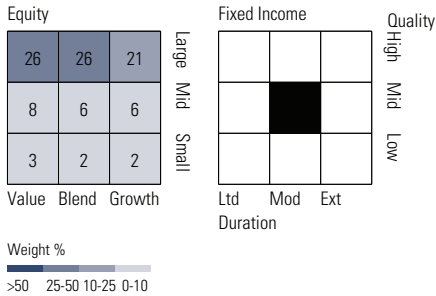 Equity
26 26 21
8 6 6
3 2 2
Large
Mid
Small
Value Blend Growth
Fixed Income
Quality
High
Mid
Low
Ltd Mod Ext
Duration
Weight %
>50 25-50 10-25 0-10